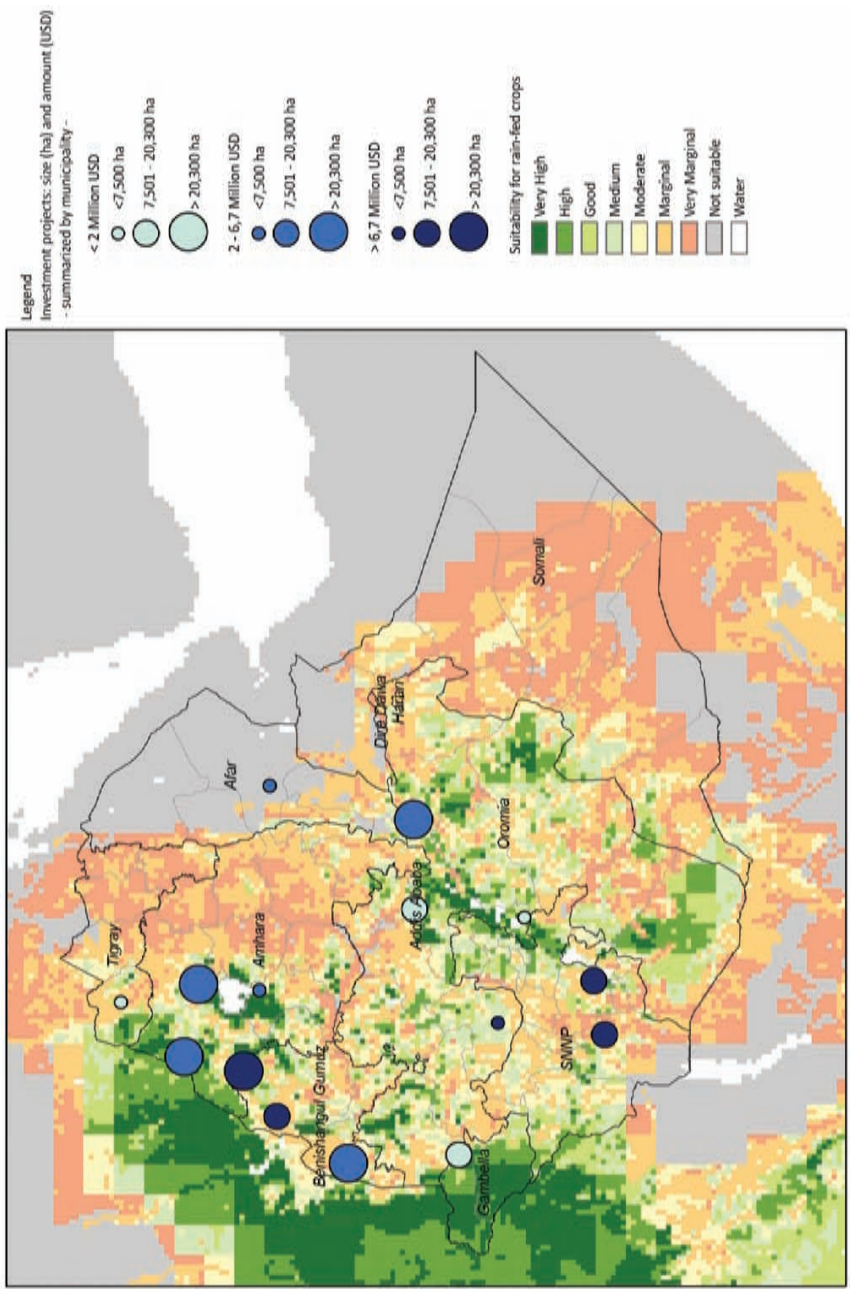 Legend
Investment projects: size (ha) and amount (USD)
- summarized by municipality -
< 2 Million USD
<7,500 ha
7,501 - 20,300 ha
> 20,300 ha
2 - 6,7 Million USD
<7,500 ha
7,501 - 20,300 ha
> 20,300 ha
> 6,7 Million USD
<7,500 ha
7,501 - 20,300 ha
> 20,300 ha
Suitability for rain-fed crops
Very High
High
Good
Medium
Moderate
Marginal
Very Marginal
Not suitable
Water
Tigray
Afar
Amhara
Benishangul Gumuz
Dire Dawa
Harari
Addis Ababa
Oromia
Somali
Gambella
SNNP